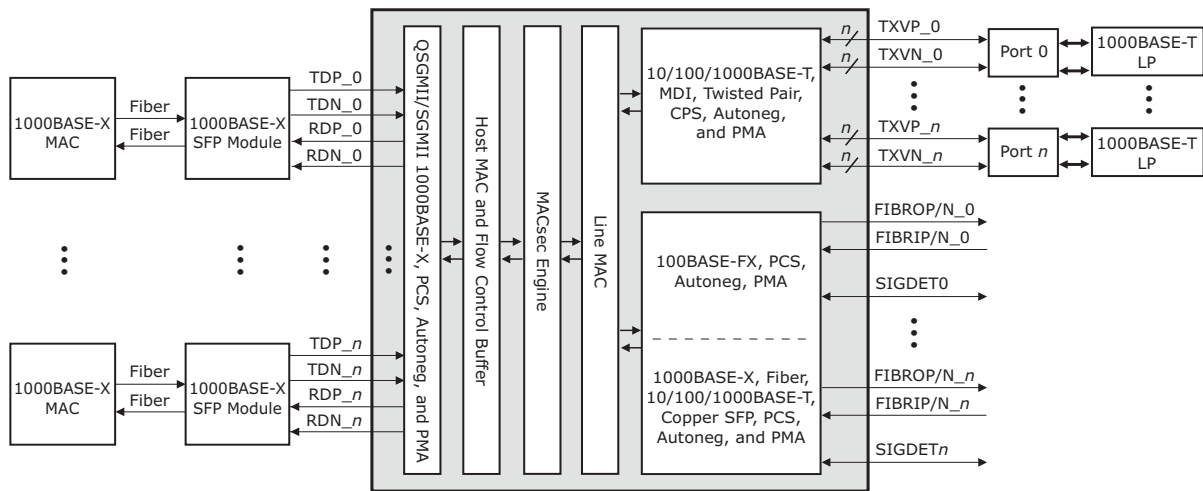 1000BASE-X
MAC
Fiber
Fiber
1000BASE-X
SFP Module
TDP_0
TDN_0
RDP_0
RDN_0
1000BASE-X
MAC
Fiber
Fiber
1000BASE-X
SFP Module
TDP_n
TDN_n
RDP_n
RDN_n
QSGMII/SGMII 1000BASE-X, PCS, Autoneg, and PMA
Host MAC and Flow Control Buffer
MACsec Engine
Line MAC
10/100/1000BASE-T,
MDI, Twisted Pair,
CPS, Autoneg,
and PMA
n
TXVP_0
n
TXVN_0
n
TXVP_n
n
TXVN_n
Port 0
1000BASE-T
LP
Port n
1000BASE-T
LP
100BASE-FX, PCS,
Autoneg, PMA
1000BASE-X, Fiber,
10/100/1000BASE-T,
Copper SFP, PCS,
Autoneg, and PMA
FIBROP/N_0
FIBRIP/N_0
SIGDET0
FIBROP/N_n
FIBRIP/N_n
SIGDETn